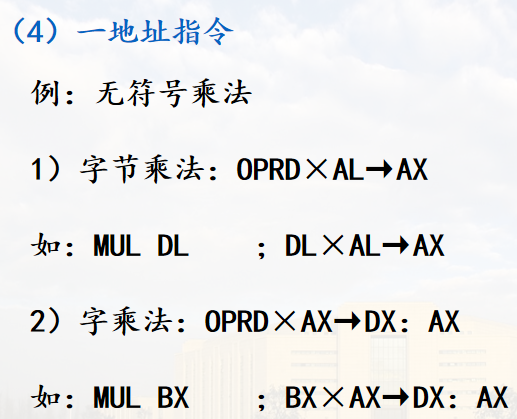 （4）一地址指令
例：无符号乘法
1）字节乘法：OPRD×AL→AX
如：MUL DL ；DL×AL→AX
2）字乘法：OPRD×AX→DX：AX
如：MUL BX ；BX×AX→DX：AX